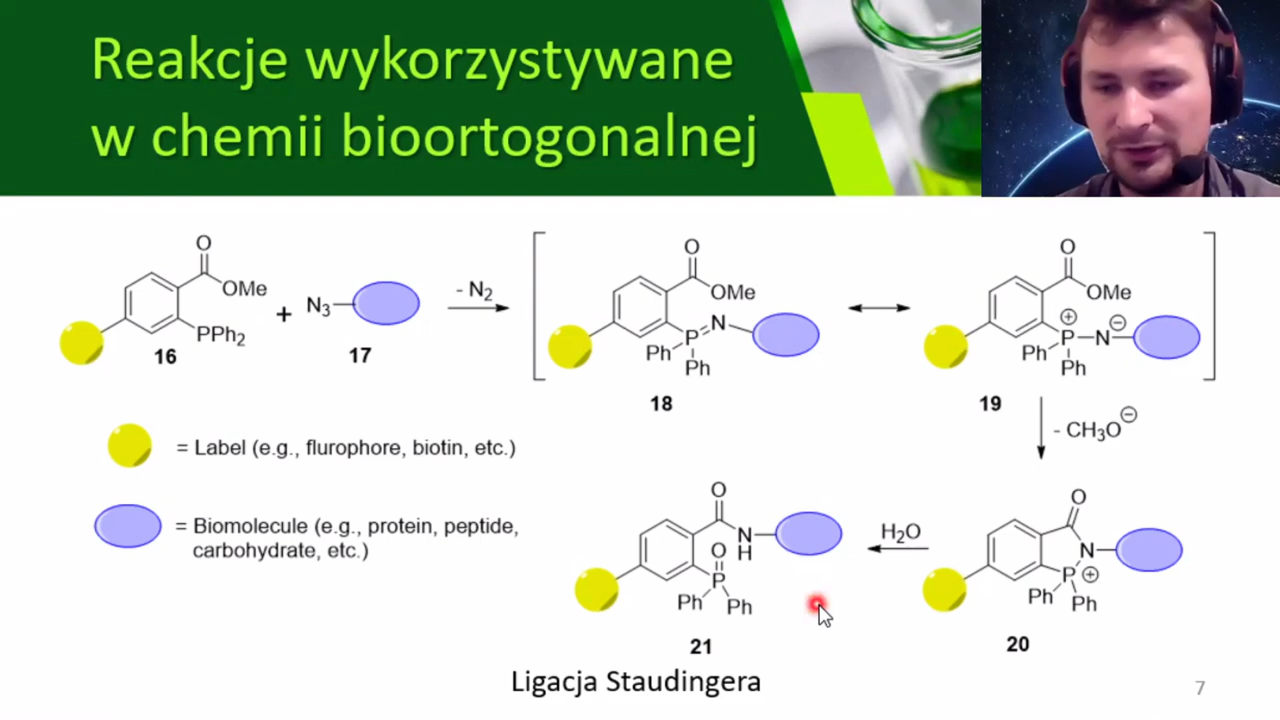 Reakcje wykorzystywane
w chemii bioortogonalnej
O
OMe
PPh2
16
+
N3
17
- N2
O
OMe
P=N
Ph
Ph
18
O
OMe
⊕ ⊖
P-N
Ph
Ph
19
- CH3O⊖
= Label (e.g., flurophore, biotin, etc.)
= Biomolecule (e.g., protein, peptide,
carbohydrate, etc.)
O
N
H
O
P
Ph
Ph
21
H2O
O
N
P⊕
Ph
Ph
20
Ligacja Staudingera
7